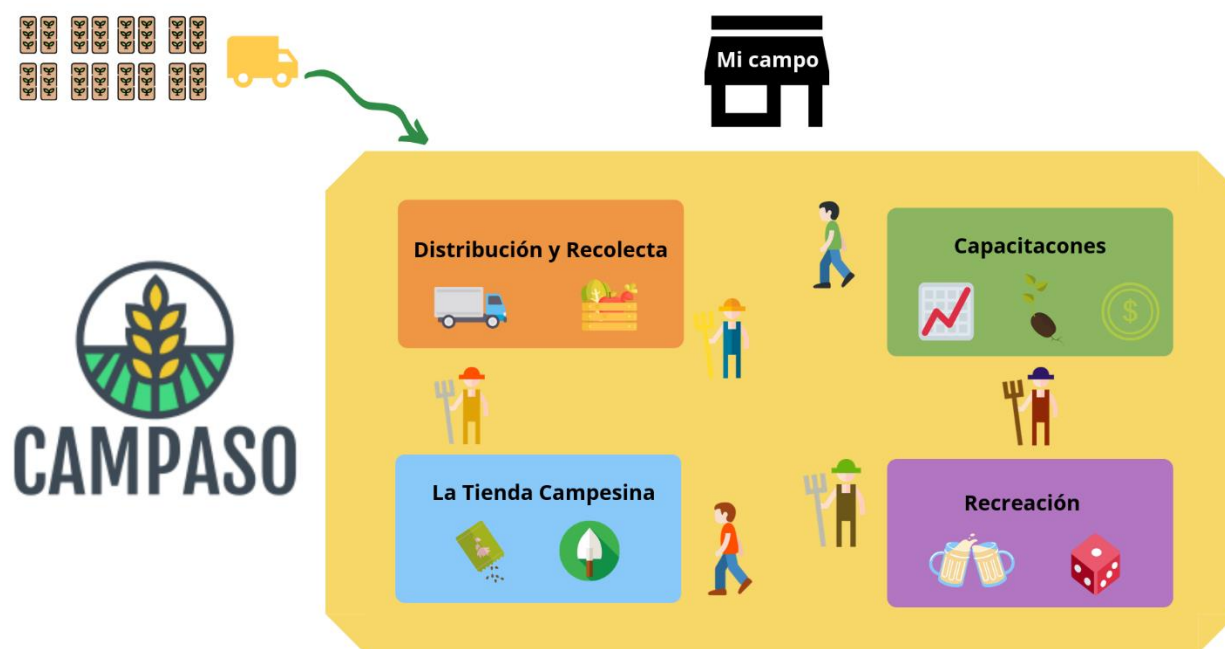 Mi campo
Distribución y Recolecta
Capacitacones
CAMPASO
La Tienda Campesina
Recreación
$